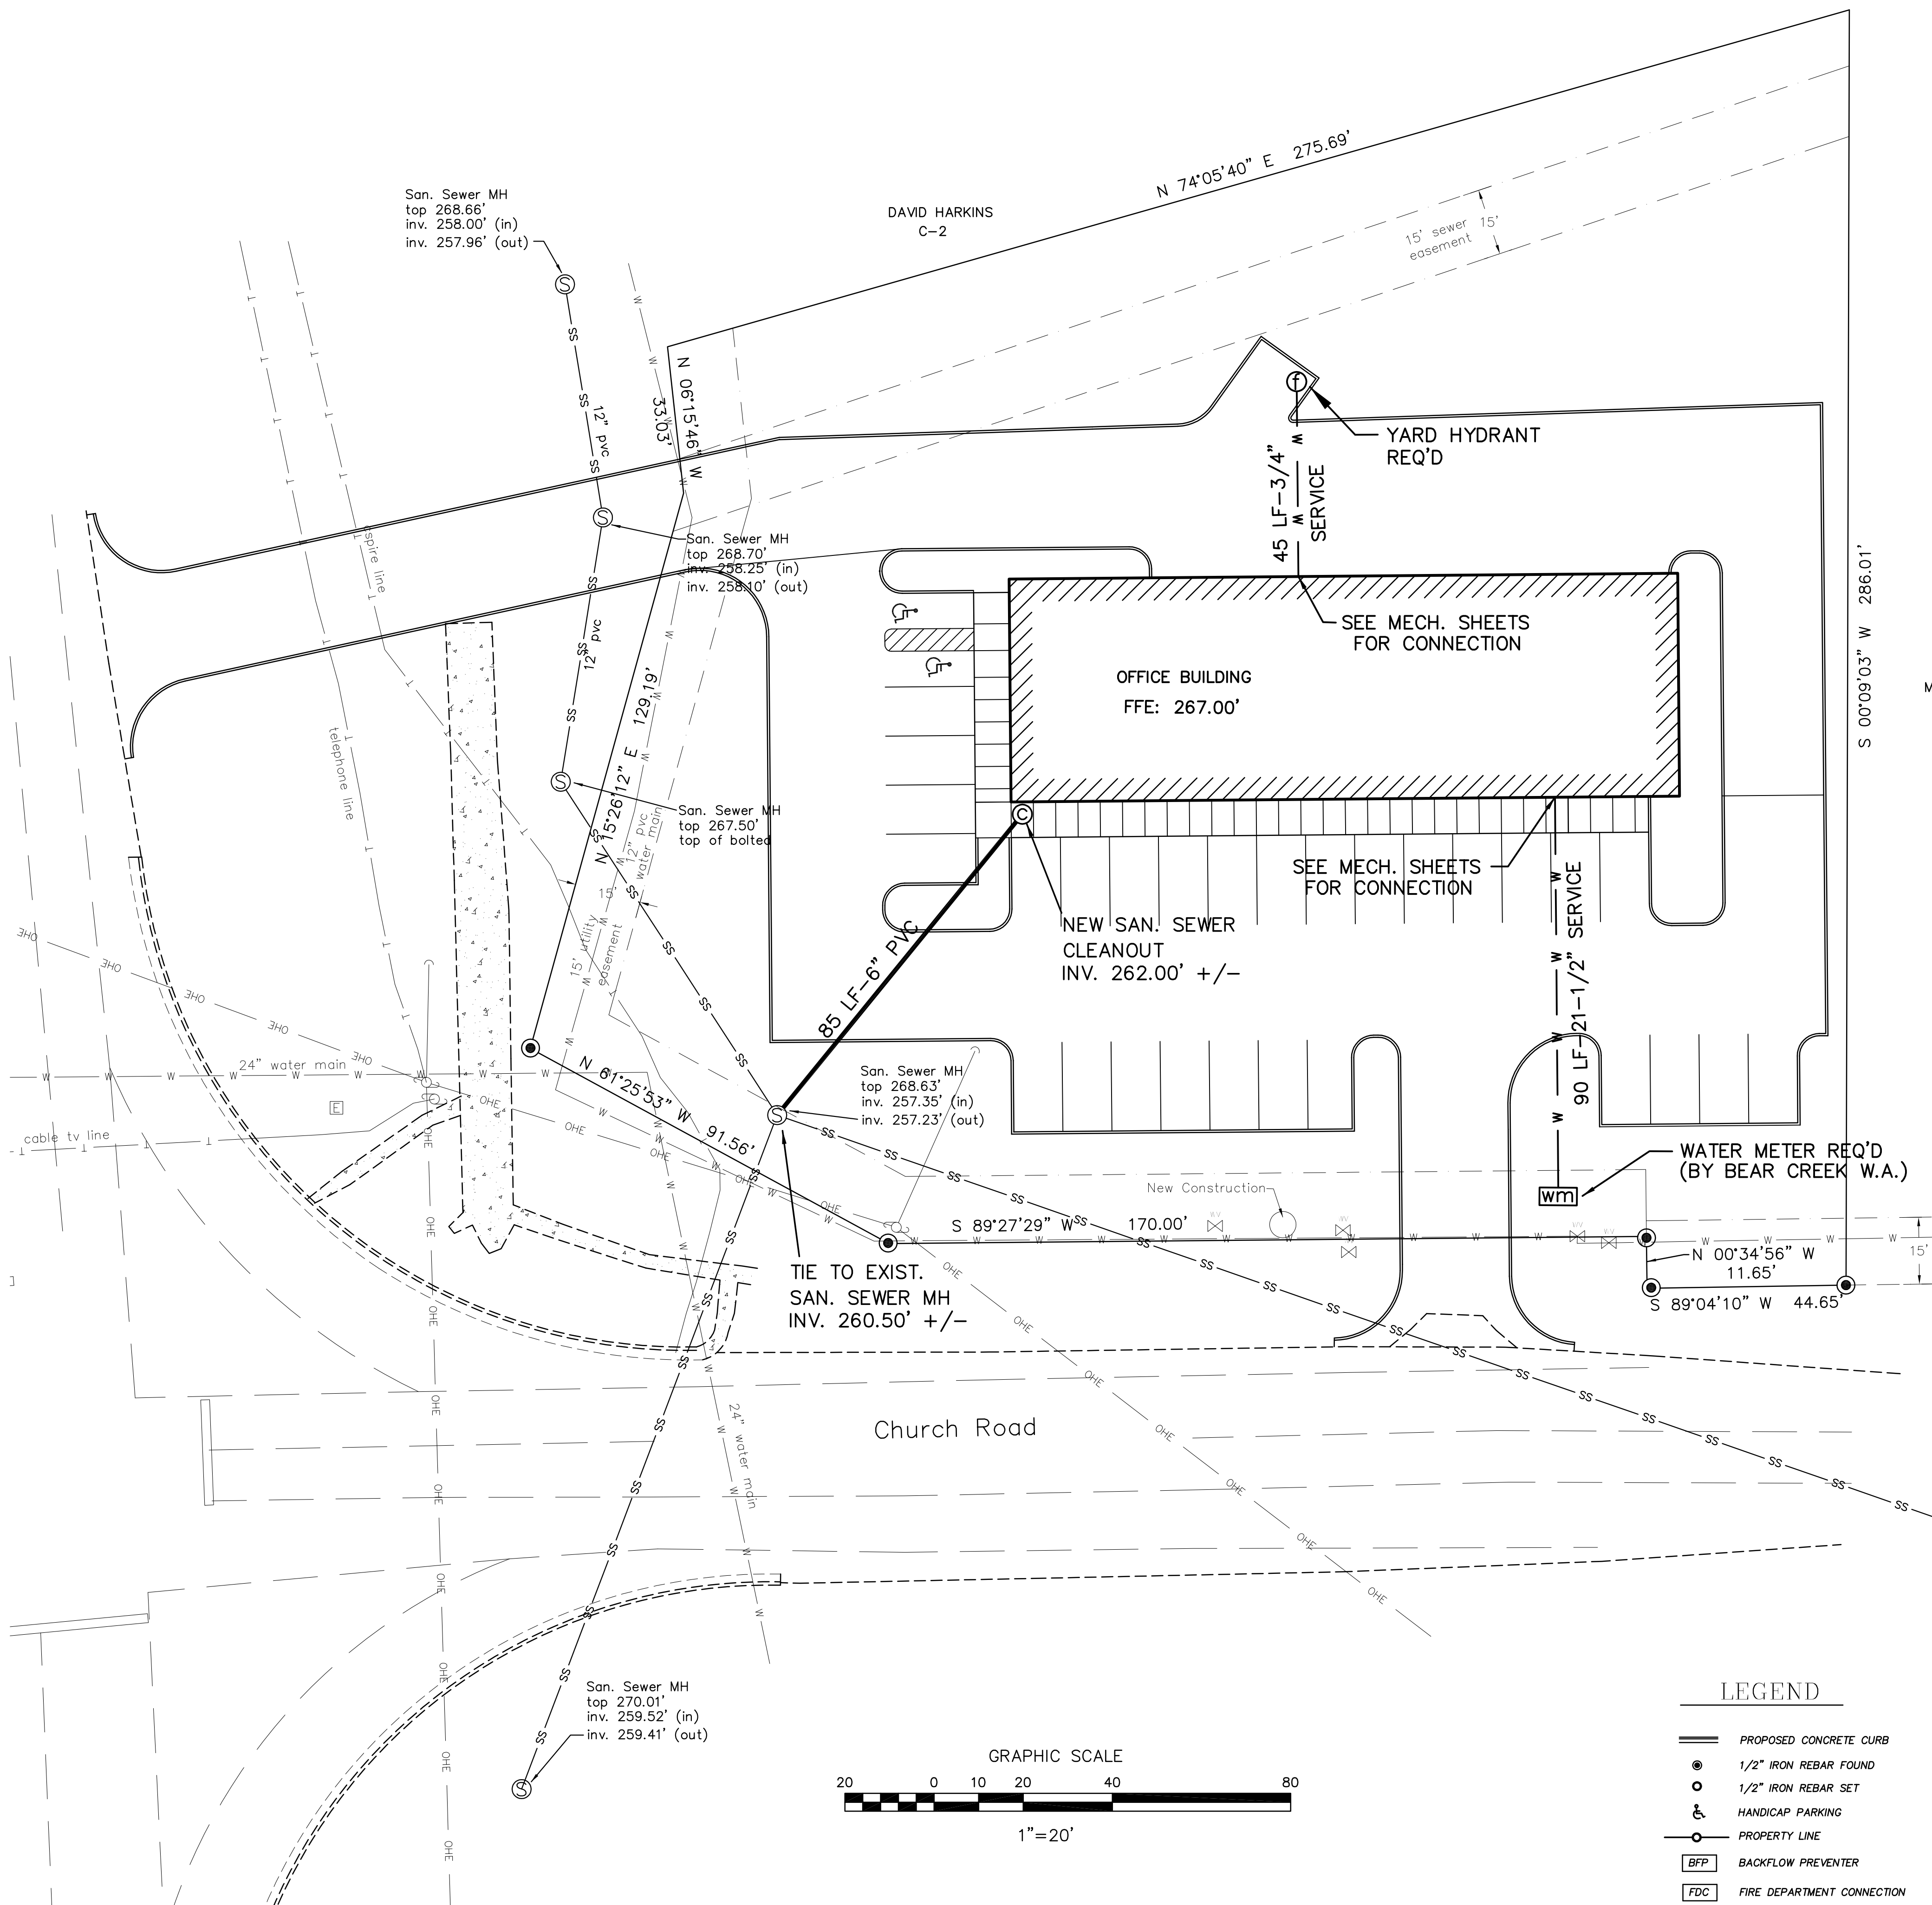 N 74°05'40" E 275.69'
San. Sewer MH
top 268.66'
inv. 258.00' (in)
inv. 257.96' (out)
DAVID HARKINS
C-2
15' sewer
easement
15'
N 06°15'46" W
33.03'
12" pvc
YARD HYDRANT
REQ'D
45 LF-3/4"
SERVICE
San. Sewer MH
top 268.70'
inv. 258.25' (in)
inv. 258.10' (out)
SEE MECH. SHEETS
FOR CONNECTION
S 00°09'03" W 286.01'
12" pvc
OFFICE BUILDING
FFE: 267.00'
M
telephone line
N 15°26'12" E 129.19'
12" pvc
water main
San. Sewer MH
top 267.50'
top of bolted
15'
15' utility
easement
SEE MECH. SHEETS
FOR CONNECTION
NEW SAN. SEWER
CLEANOUT
INV. 262.00' +/-
85 LF-6" PVC
90 LF-21-1/2" SERVICE
24" water main
E
cable tv line
N 61°25'53" W 91.56'
San. Sewer MH
top 268.63'
inv. 257.35' (in)
inv. 257.23' (out)
WATER METER REQ'D
(BY BEAR CREEK W.A.)
wm
New Construction
S 89°27'29" W 170.00'
N 00°34'56" W
11.65'
15'
S 89°04'10" W 44.65'
TIE TO EXIST.
SAN. SEWER MH
INV. 260.50' +/-
24" water main
Church Road
San. Sewer MH
top 270.01'
inv. 259.52' (in)
inv. 259.41' (out)
GRAPHIC SCALE
20 0 10 20 40 80
1"=20'
LEGEND
PROPOSED CONCRETE CURB
1/2" IRON REBAR FOUND
1/2" IRON REBAR SET
HANDICAP PARKING
PROPERTY LINE
BFP BACKFLOW PREVENTER
FDC FIRE DEPARTMENT CONNECTION